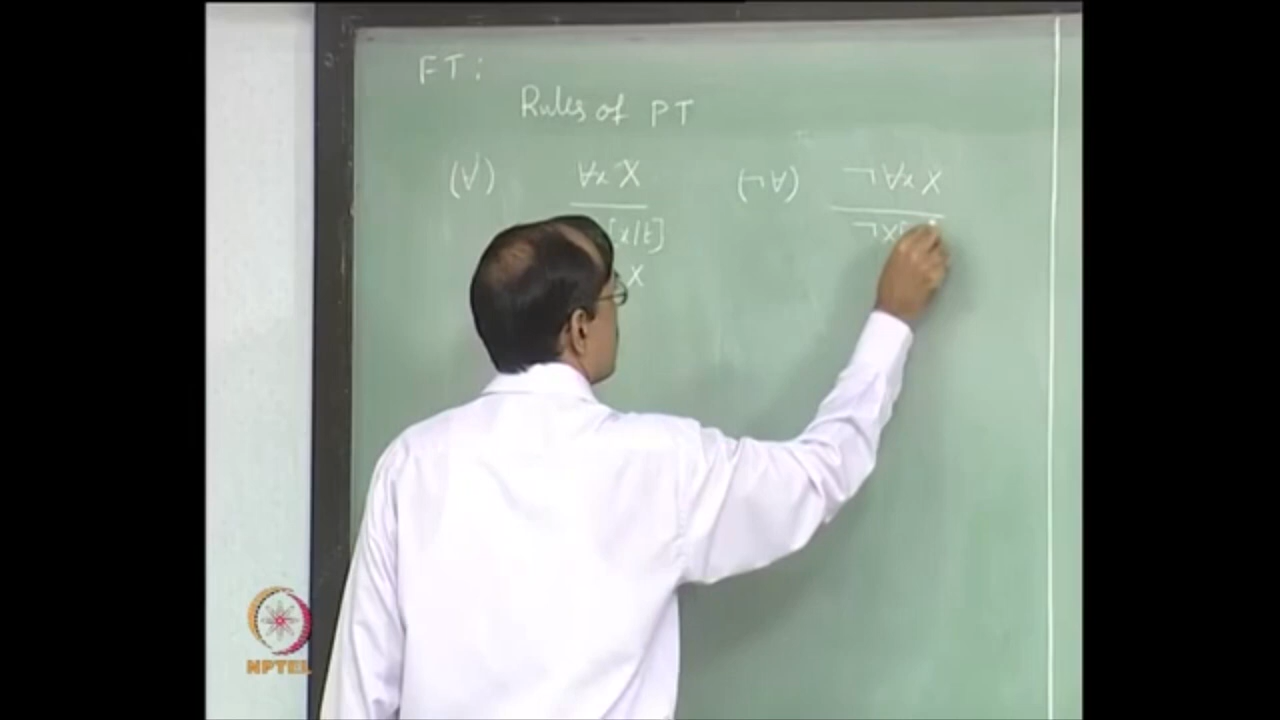 FT:
Rules of PT
(∀) ∀x X (¬∀) ¬∀x X
[x/t] ¬X[
X
NPTEL